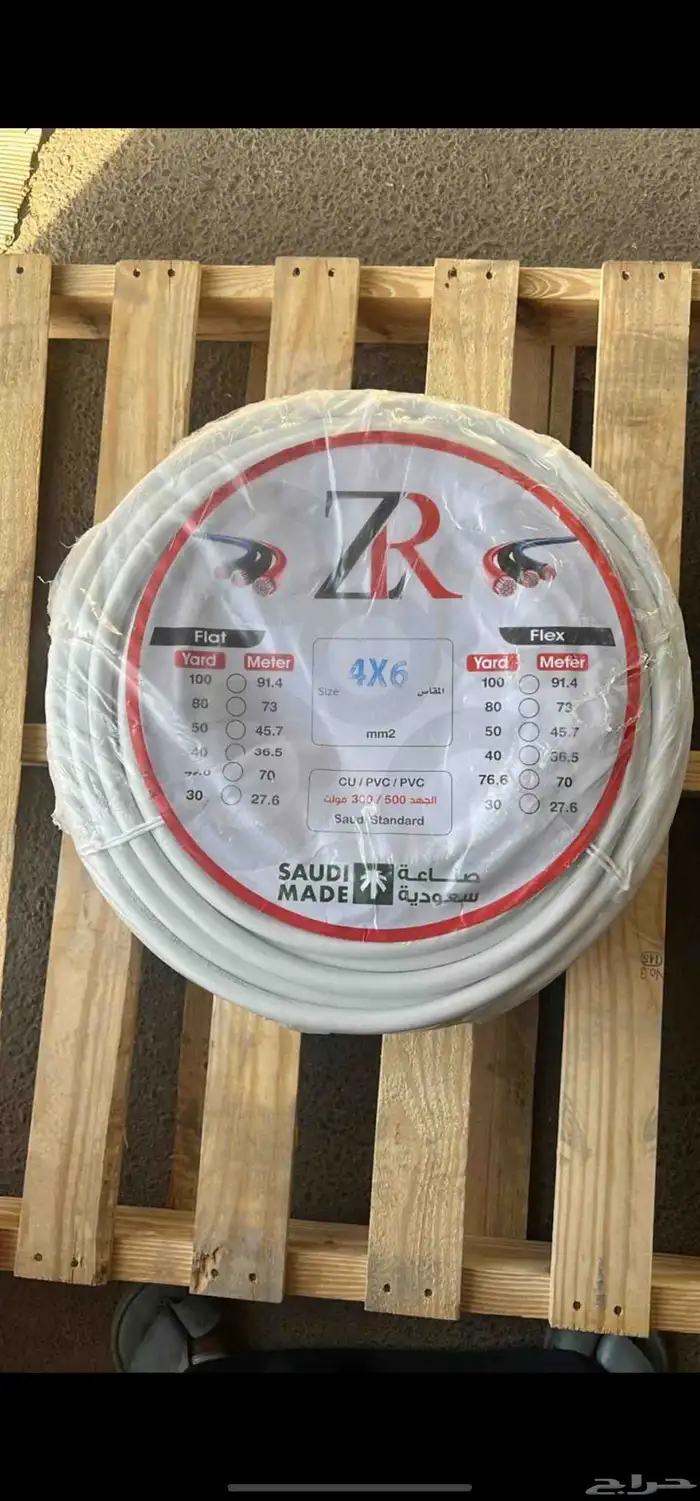 ZR
Flat
Flex
Yard Meter
Yard Meter
100 91.4
80 73
50 45.7
40 36.5
70
30 27.6
4X6
Size المقاس
mm2
CU / PVC / PVC
الجهد 500 / 300 فولت
Saudi Standard
100 91.4
80 73
50 45.7
40 36.5
76.6 70
30 27.6
SAUDI MADE
صناعة سعودية
حراج